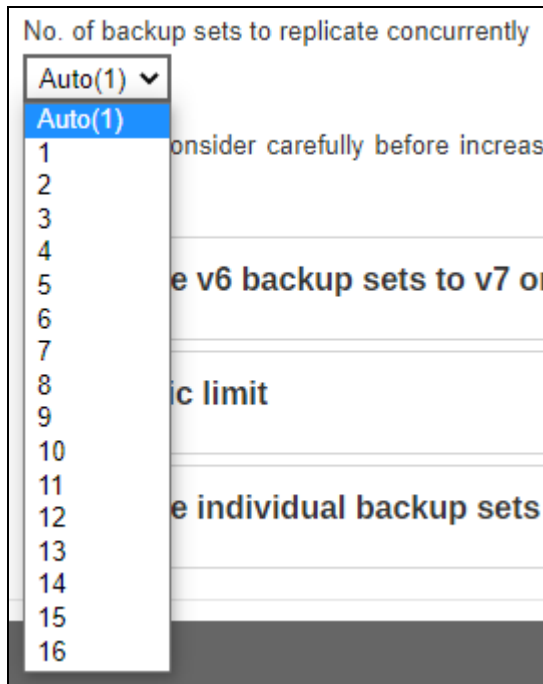 No. of backup sets to replicate concurrently
Auto(1)
Auto(1)
1
onsider carefully before increas
2
3
4
5
e v6 backup sets to v7 o
6
7
8
ic limit
9
10
11
12
e individual backup sets
13
14
15
16